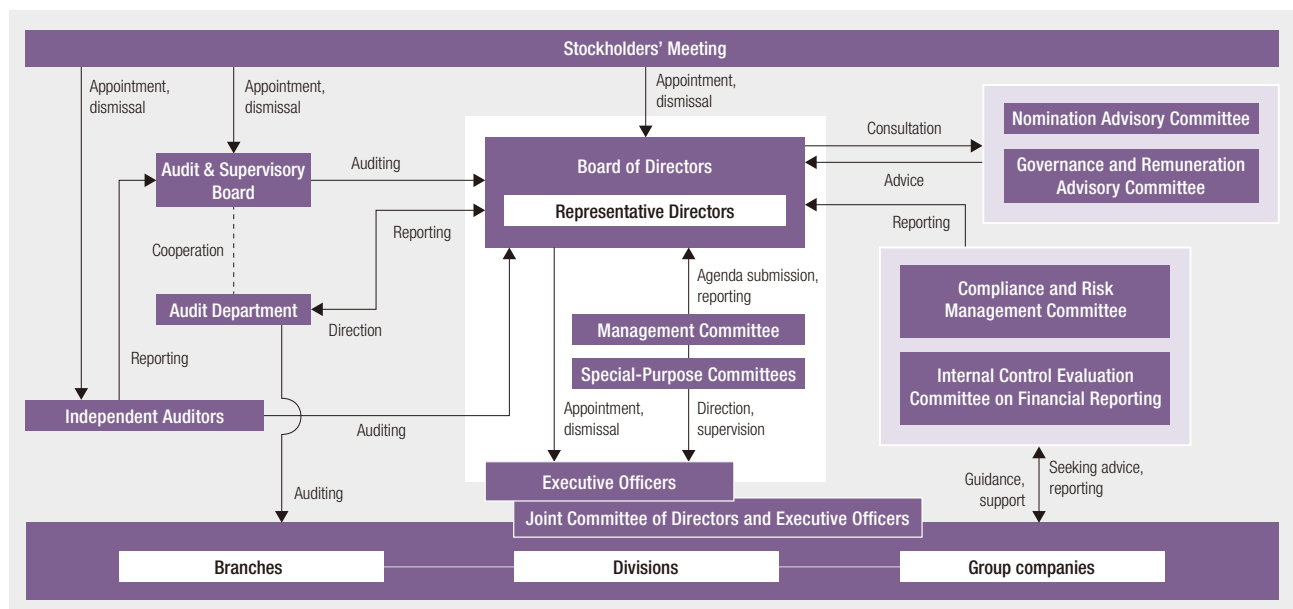 Stockholders' Meeting
Appointment,
dismissal
Appointment,
dismissal
Appointment,
dismissal
Nomination Advisory Committee
Governance and Remuneration
Advisory Committee
Consultation
Advice
Audit & Supervisory
Board
Auditing
Board of Directors
Representative Directors
Reporting
Reporting
Cooperation
Audit Department
Direction
Agenda submission,
reporting
Compliance and Risk
Management Committee
Management Committee
Special-Purpose Committees
Internal Control Evaluation
Committee on Financial Reporting
Reporting
Independent Auditors
Auditing
Appointment,
dismissal
Direction,
supervision
Executive Officers
Joint Committee of Directors and Executive Officers
Auditing
Guidance,
support
Seeking advice,
reporting
Branches
Divisions
Group companies